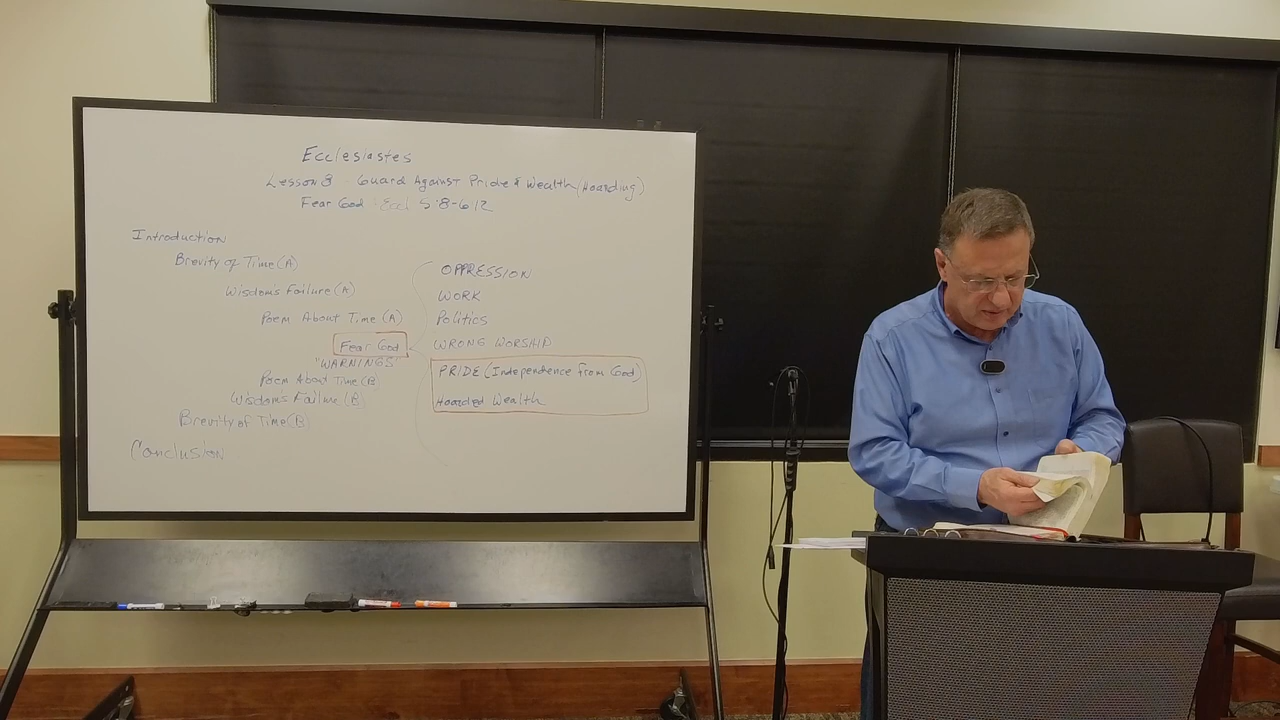 Ecclesiastes
Lesson 8 Guard Against Pride & Wealth (Hoarding)
Fear God: Eccl 5:8-6:12
Introduction
Brevity of Time (A)
Wisdom's Failure (A)
Poem About Time (A)
Fear God
"WARNINGS"
Poem About Time (B)
Wisdom's Failure (B)
Brevity of Time (B)
Conclusion
OPPRESSION
WORK
Politics
WRONG WORSHIP
PRIDE (Independence From God)
Hoarded Wealth